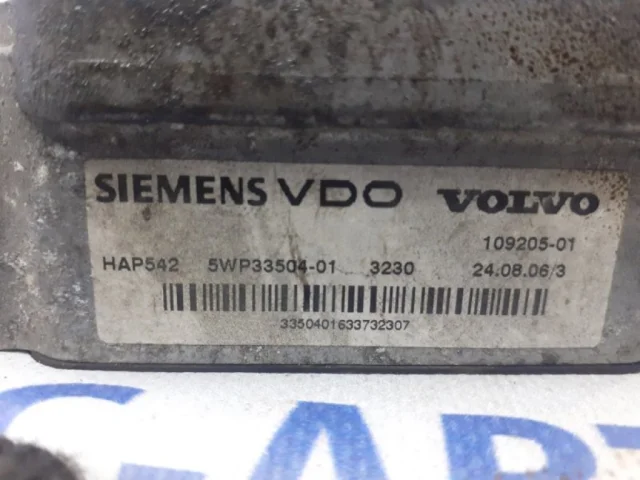 SIEMENS VDO VOLVO
109205-01
HAP542 5WP33504-01 3230 24.08.06/3
3350401633732307